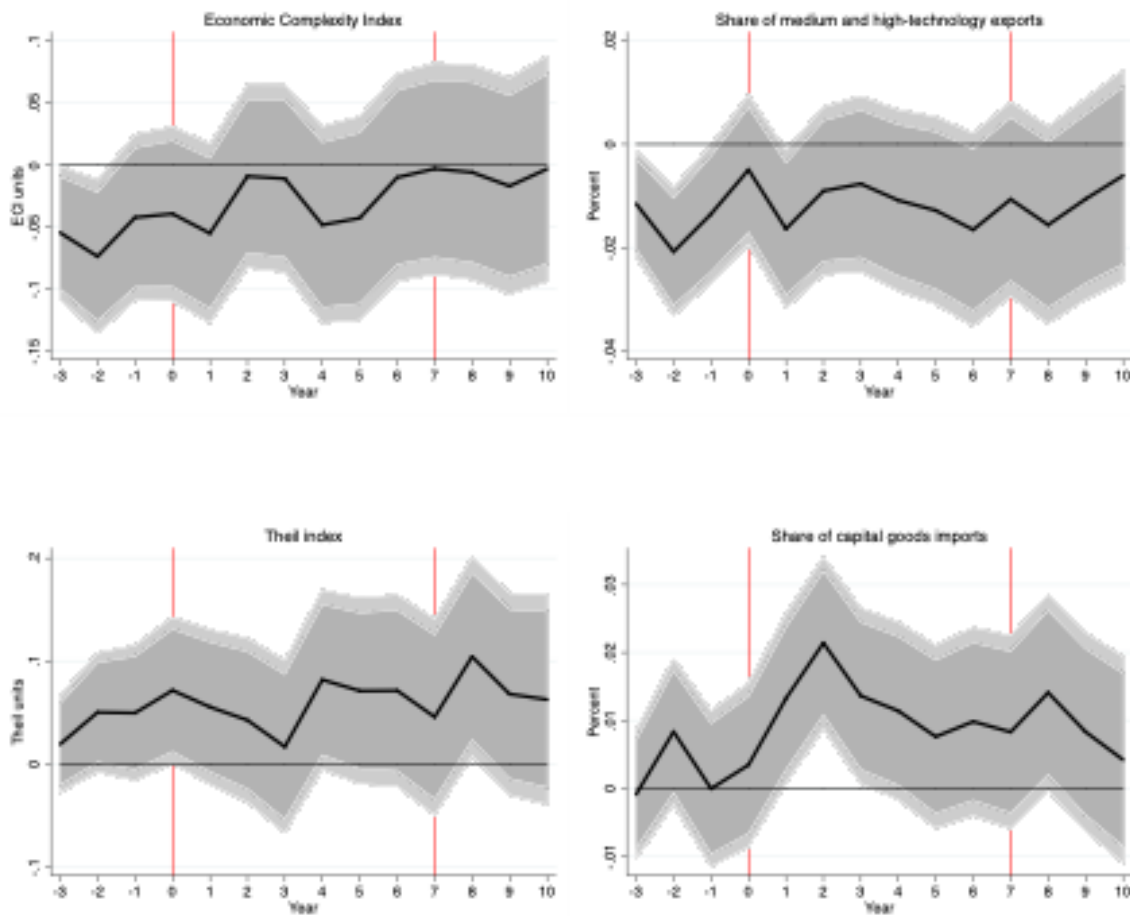 Economic Complexity Index
ECI units
.1
.05
0
-.05
-.1
-.15
-3 -2 -1 0 1 2 3 4 5 6 7 8 9 10
Year
Share of medium and high-technology exports
Percent
.02
0
-.02
-.04
-3 -2 -1 0 1 2 3 4 5 6 7 8 9 10
Year
Theil index
Theil units
.2
.1
0
-.1
-3 -2 -1 0 1 2 3 4 5 6 7 8 9 10
Year
Share of capital goods imports
Percent
.03
.02
.01
0
-.01
-3 -2 -1 0 1 2 3 4 5 6 7 8 9 10
Year